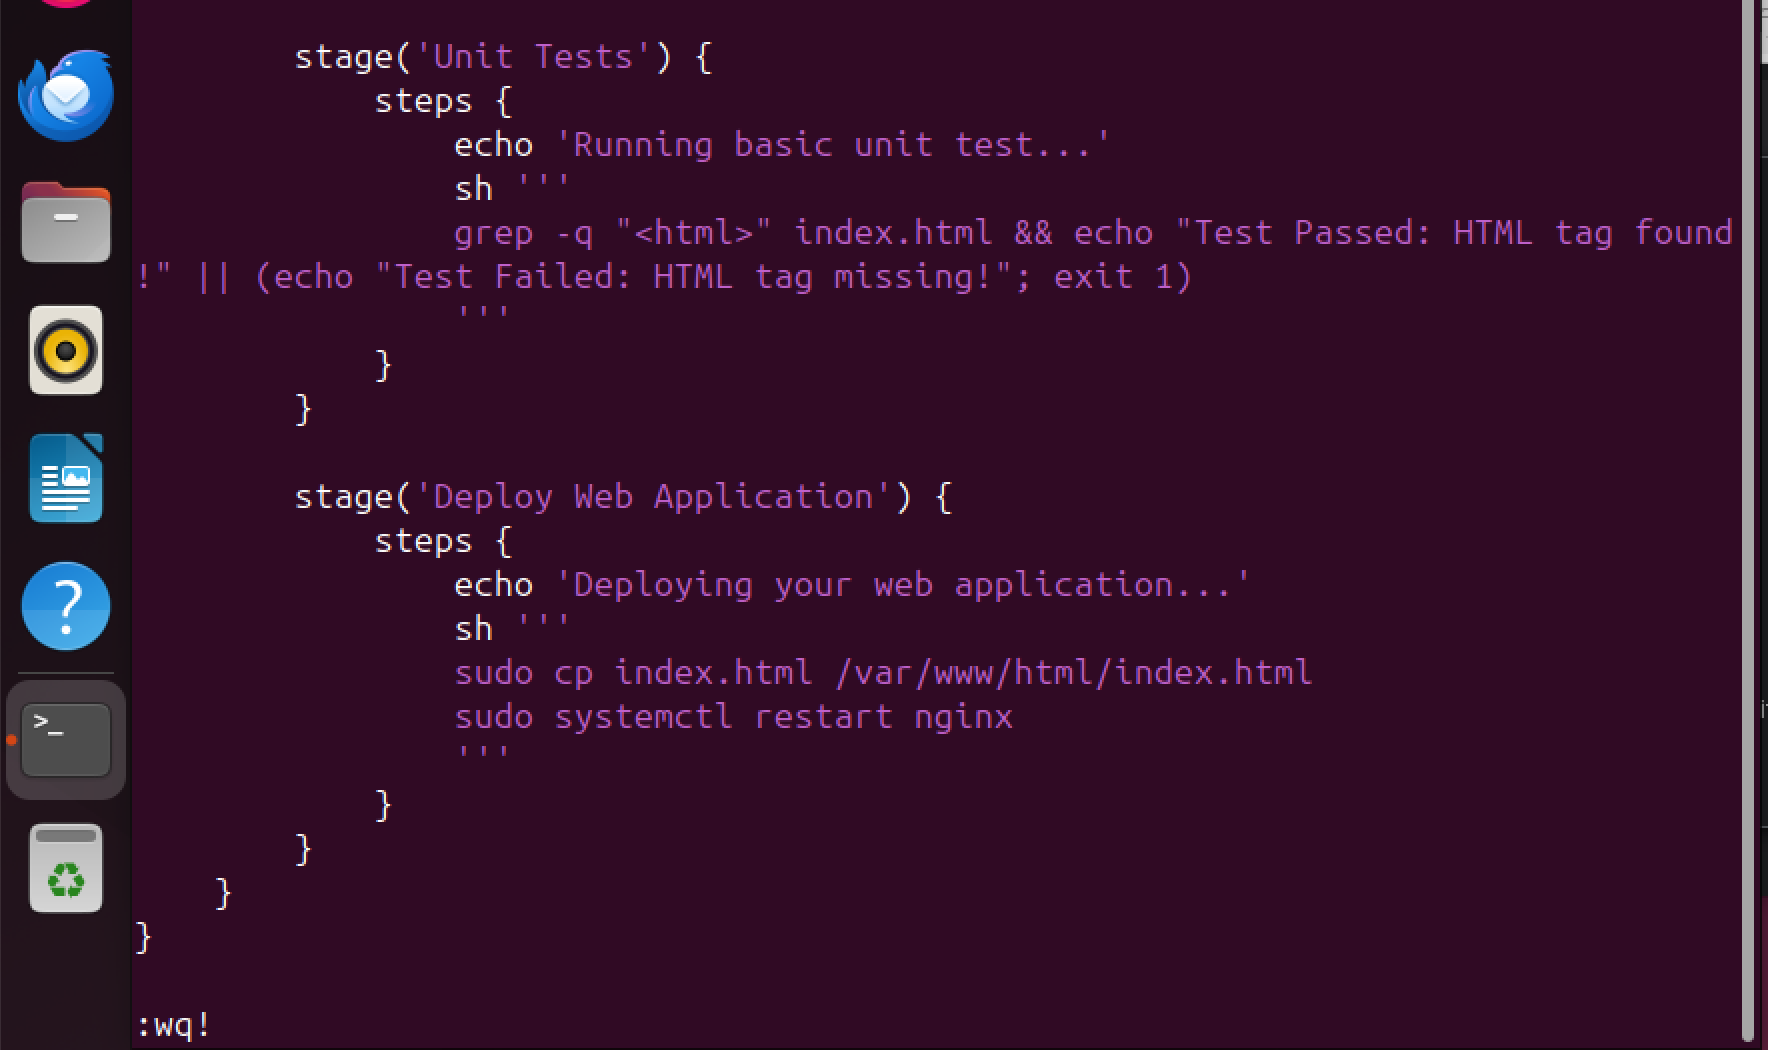 stage('Unit Tests') {
steps {
echo 'Running basic unit test...'
sh '''
grep -q "<html>" index.html && echo "Test Passed: HTML tag found
!" || (echo "Test Failed: HTML tag missing!"; exit 1)
'''
}
}
stage('Deploy Web Application') {
steps {
echo 'Deploying your web application...'
sh '''
sudo cp index.html /var/www/html/index.html
sudo systemctl restart nginx
'''
}
}
}
}
:wq!